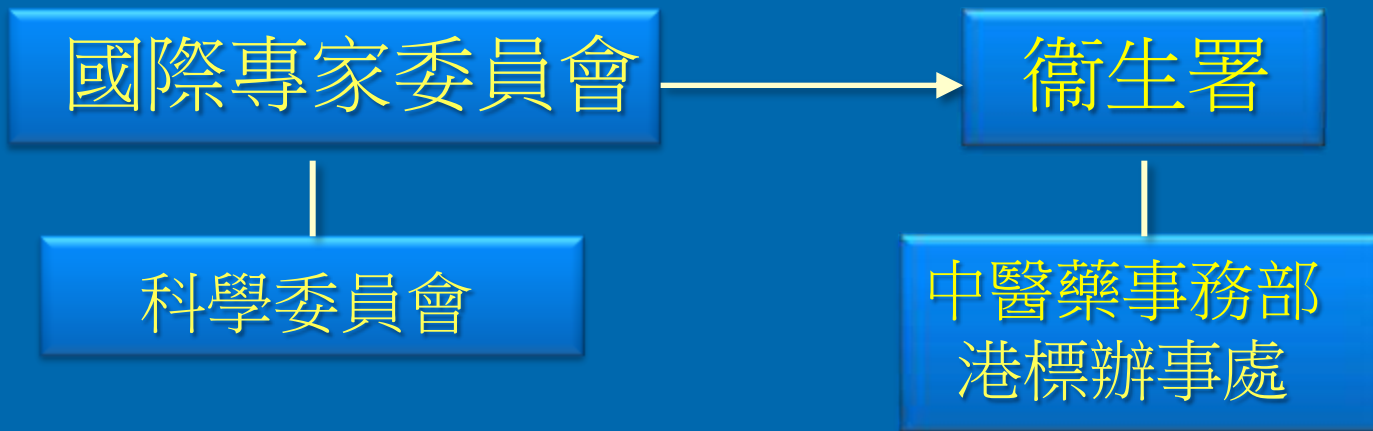 國際專家委員會
衞生署
科學委員會
中醫藥事務部
港標辦事處